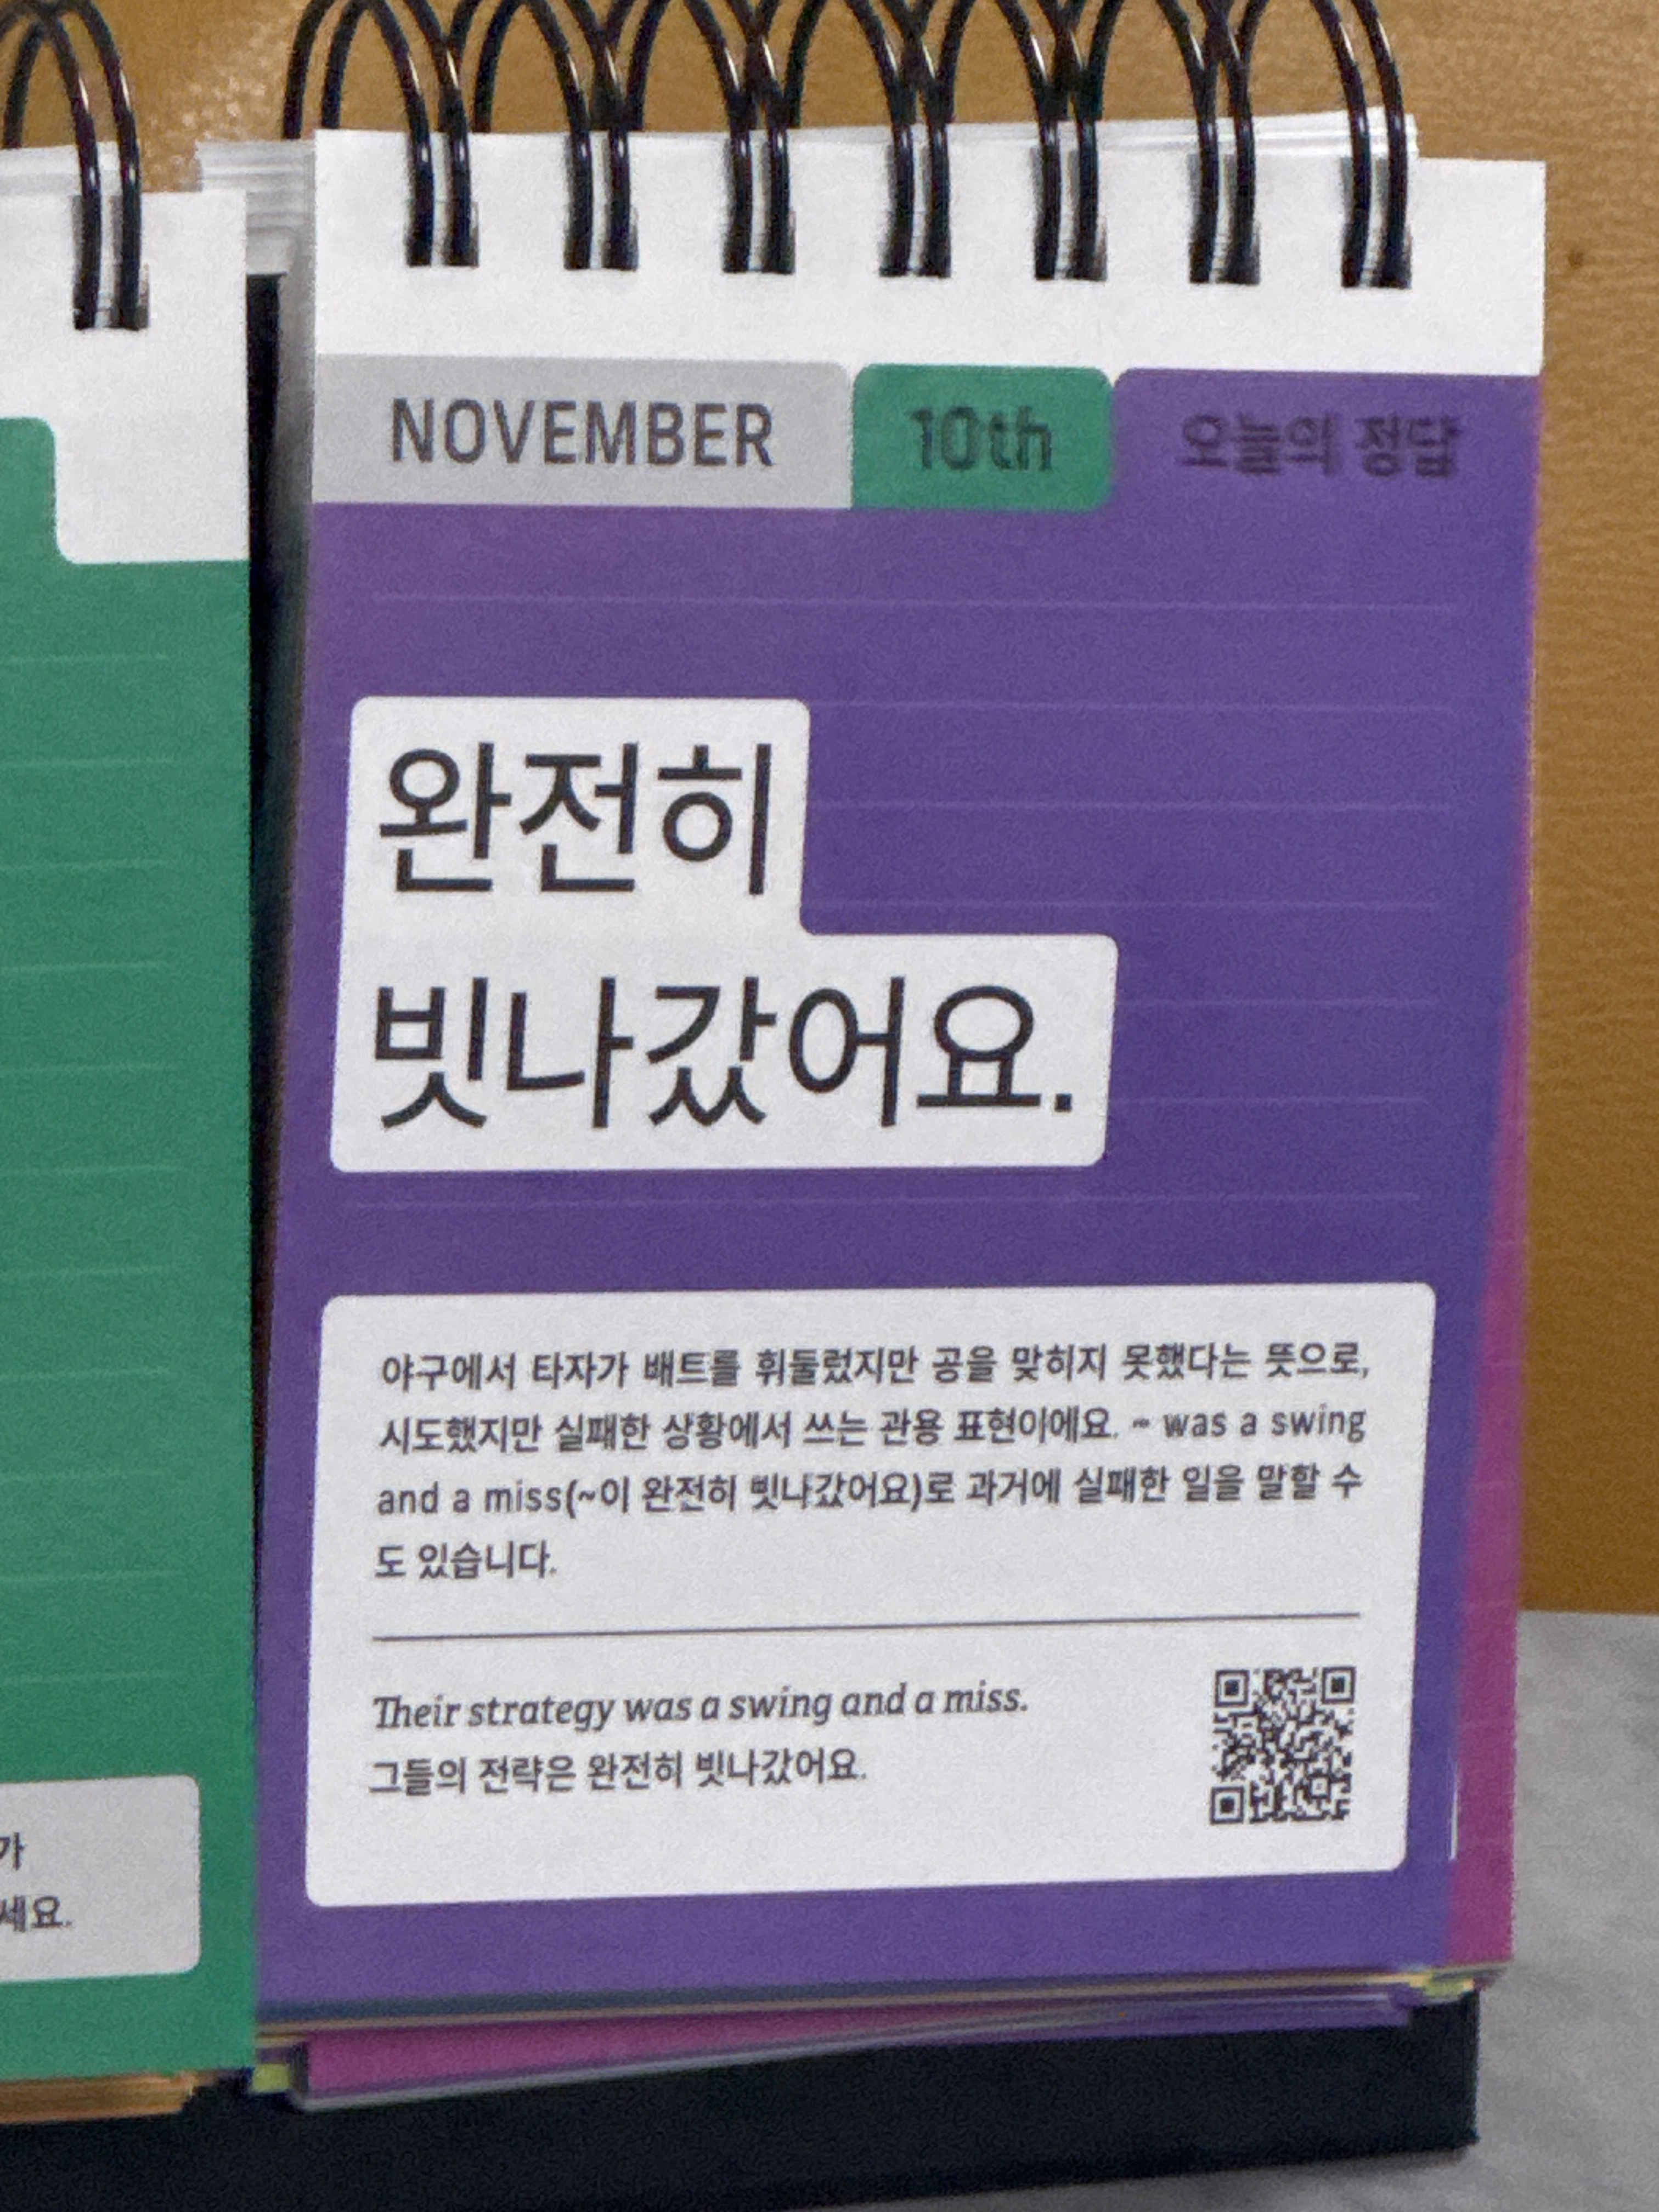 NOVEMBER 10th 오늘의 정답
완전히
빗나갔어요.
야구에서 타자가 배트를 휘둘렀지만 공을 맞히지 못했다는 뜻으로,
시도했지만 실패한 상황에서 쓰는 관용 표현이에요. ~ was a swing
and a miss(~이 완전히 빗나갔어요)로 과거에 실패한 일을 말할 수
도 있습니다.
Their strategy was a swing and a miss.
그들의 전략은 완전히 빗나갔어요.
가
세요.